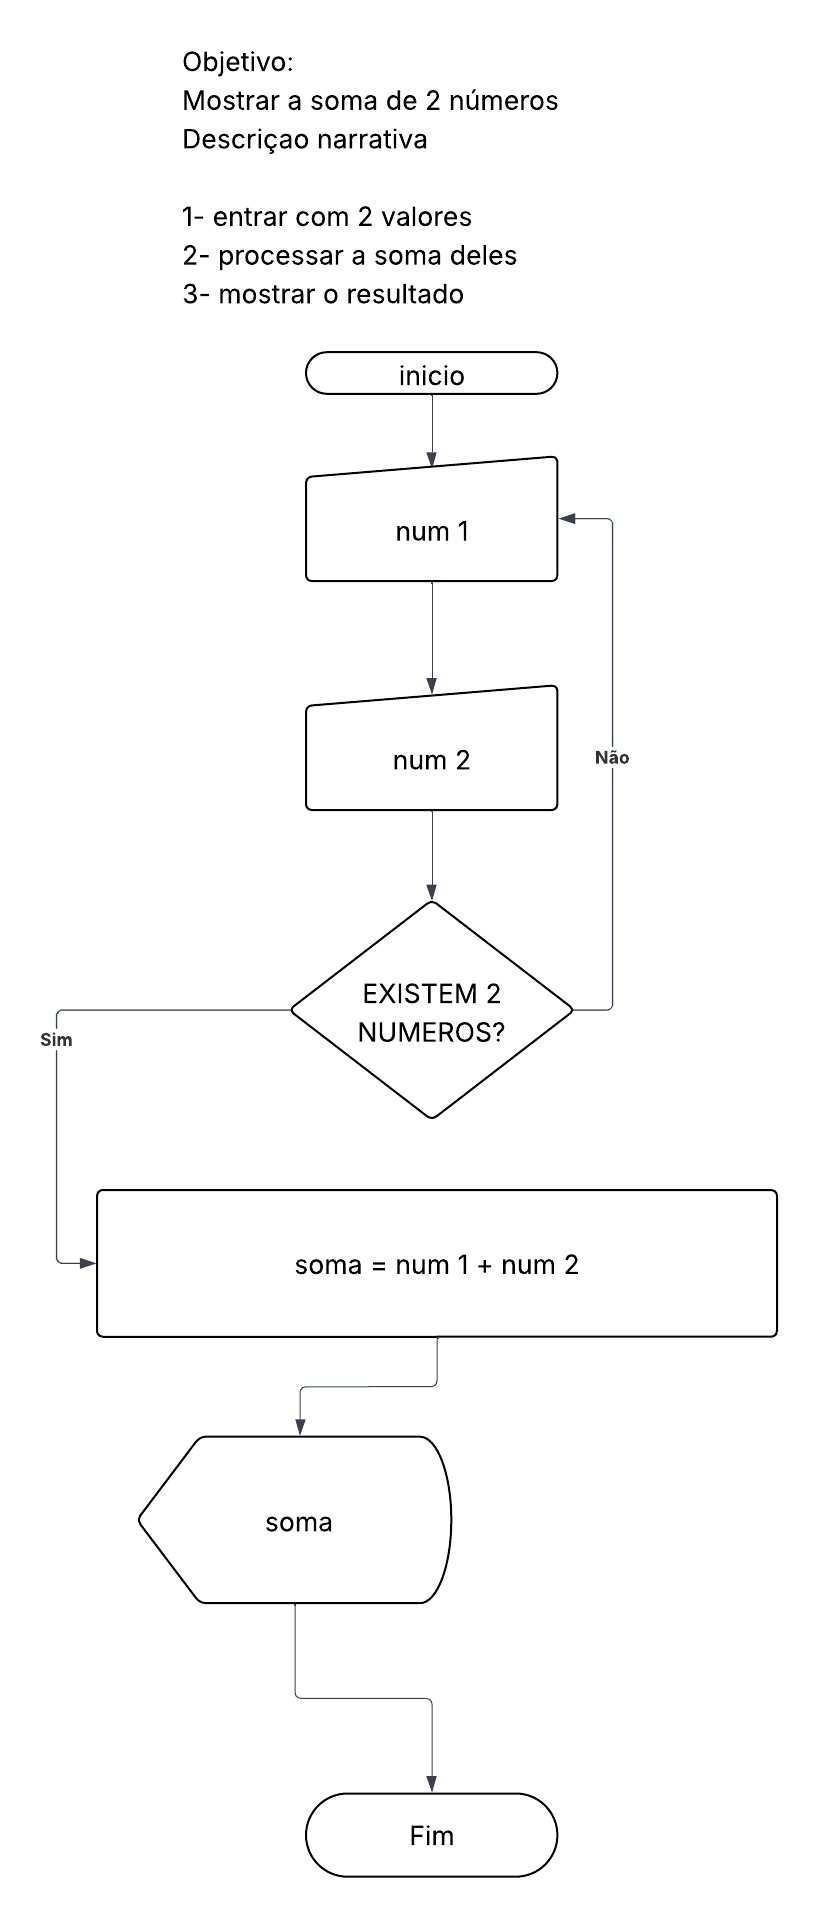 Objetivo:
Mostrar a soma de 2 números
Descriçao narrativa
1- entrar com 2 valores
2- processar a soma deles
3- mostrar o resultado
inicio
num 1
num 2
Não
EXISTEM 2
NUMEROS?
Sim
soma = num 1 + num 2
soma
Fim